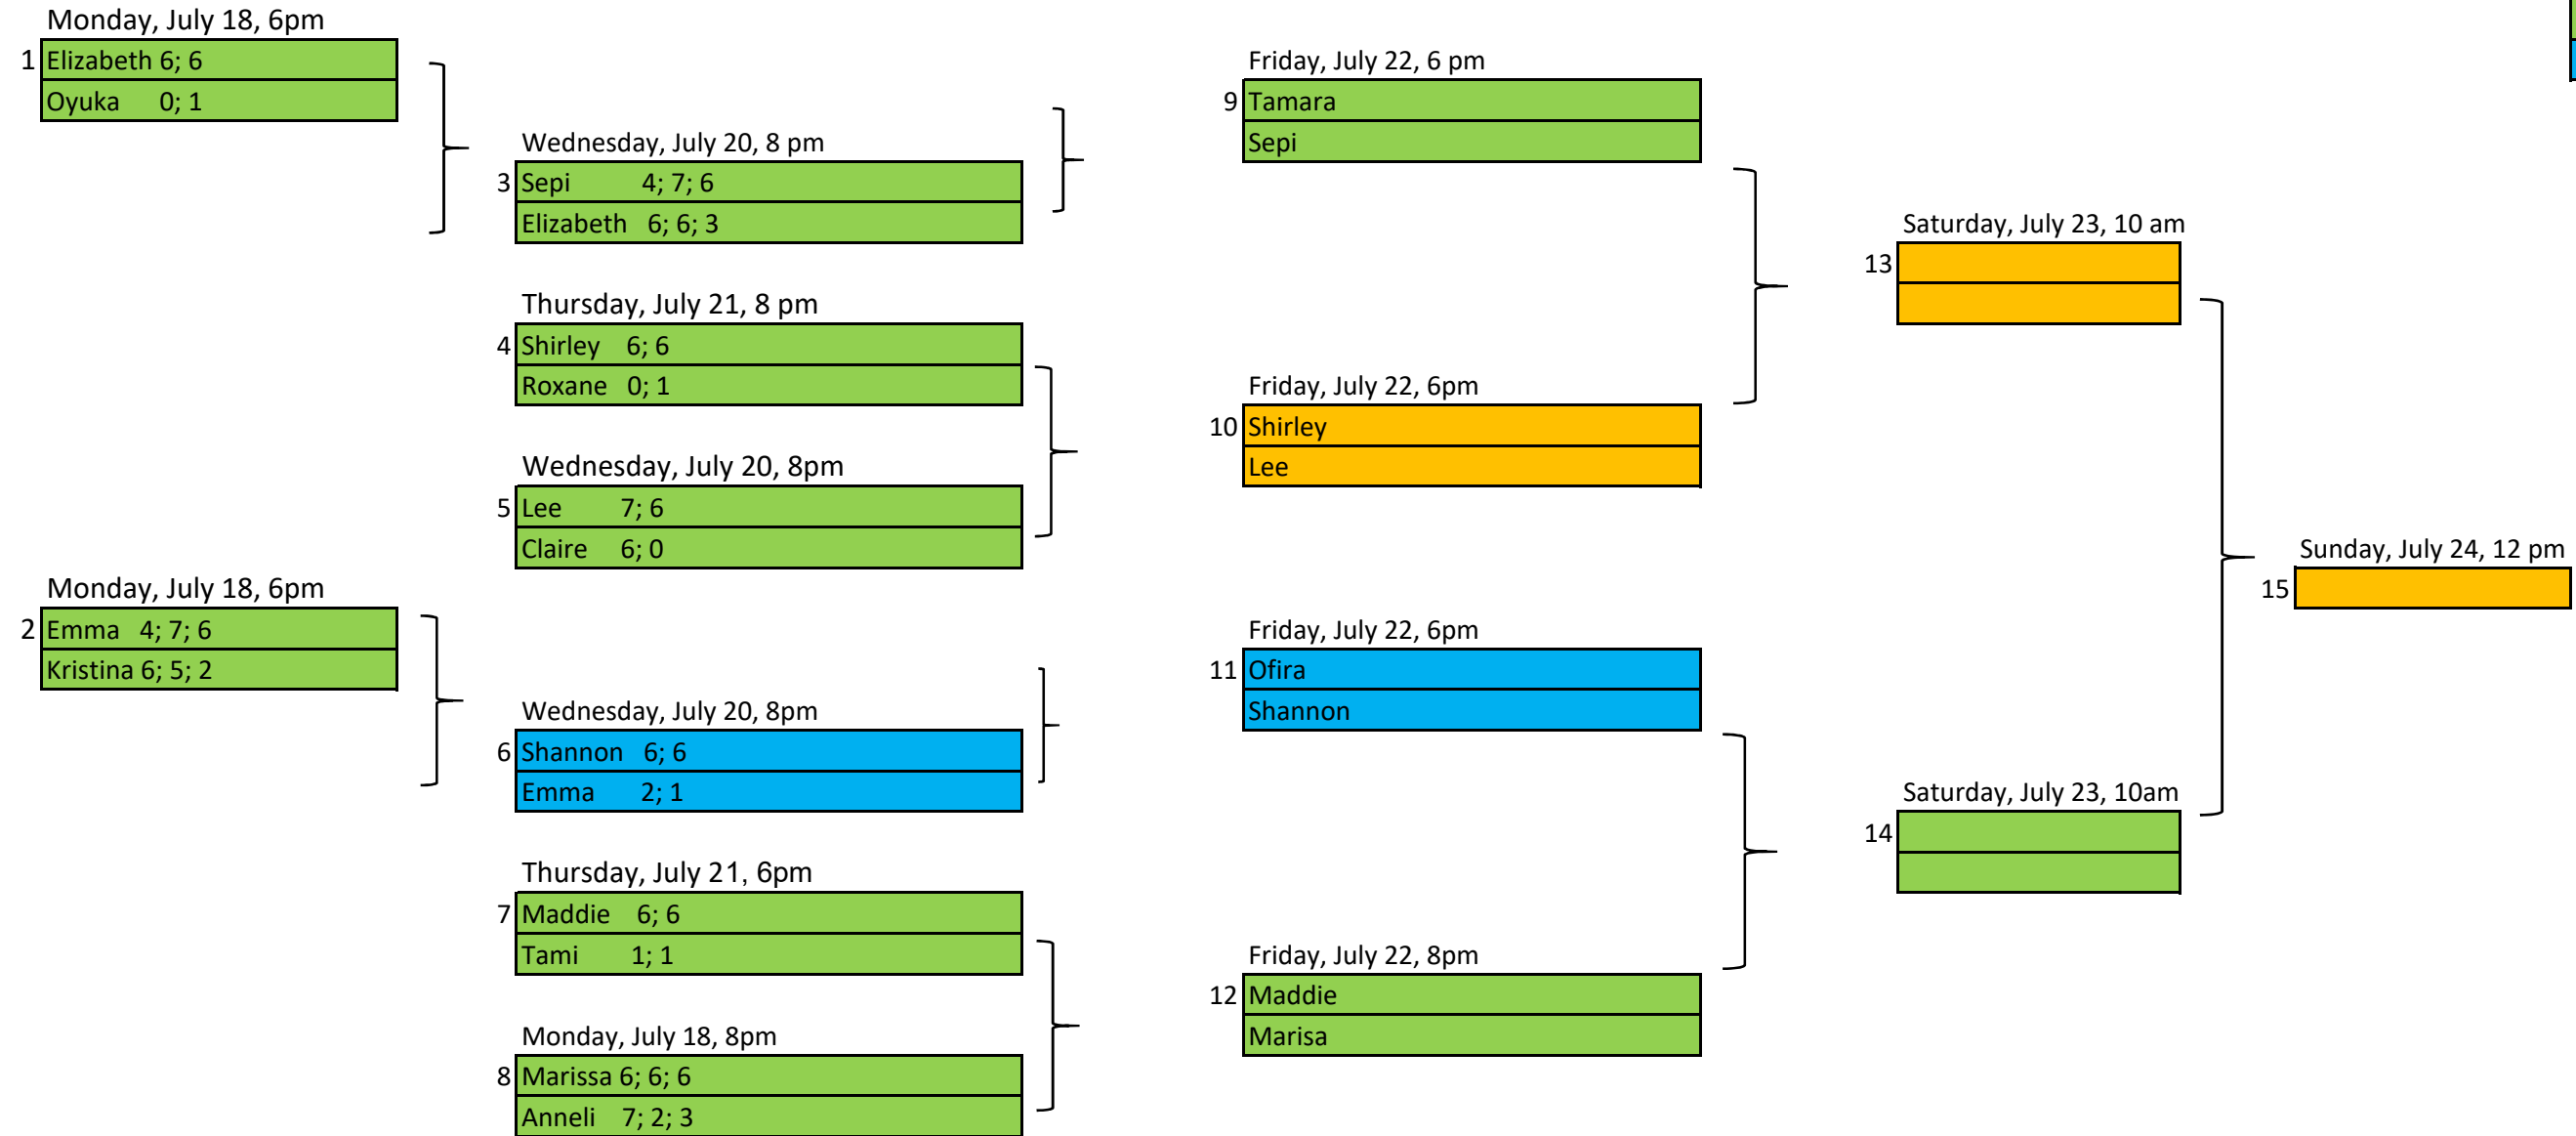 Monday, July 18, 6pm
1 Elizabeth 6; 6
Oyuka 0; 1
Wednesday, July 20, 8 pm
3 Sepi 4; 7; 6
Elizabeth 6; 6; 3
Thursday, July 21, 8 pm
4 Shirley 6; 6
Roxane 0; 1
Wednesday, July 20, 8pm
5 Lee 7; 6
Claire 6; 0
Monday, July 18, 6pm
2 Emma 4; 7; 6
Kristina 6; 5; 2
Wednesday, July 20, 8pm
6 Shannon 6; 6
Emma 2; 1
Thursday, July 21, 6pm
7 Maddie 6; 6
Tami 1; 1
Monday, July 18, 8pm
8 Marissa 6; 6; 6
Anneli 7; 2; 3
Friday, July 22, 6 pm
9 Tamara
Sepi
Friday, July 22, 6pm
10 Shirley
Lee
Friday, July 22, 6pm
11 Ofira
Shannon
Friday, July 22, 8pm
12 Maddie
Marisa
Saturday, July 23, 10 am
13
Saturday, July 23, 10am
14
Sunday, July 24, 12 pm
15